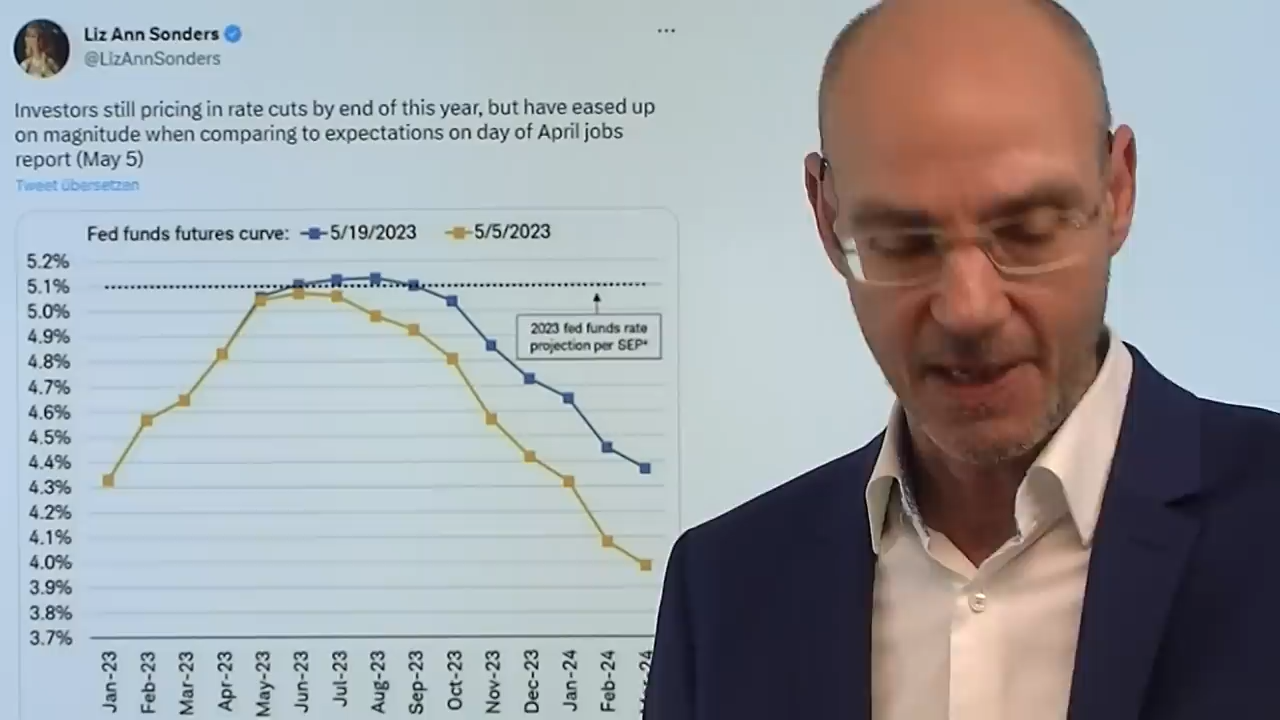 Liz Ann Sonders
@LizAnnSonders
Investors still pricing in rate cuts by end of this year, but have eased up
on magnitude when comparing to expectations on day of April jobs
report (May 5)
Tweet übersetzen
Fed funds futures curve: 5/19/2023 5/5/2023
5.2%
5.1%
5.0%
4.9%
4.8%
4.7%
4.6%
4.5%
4.4%
4.3%
4.2%
4.1%
4.0%
3.9%
3.8%
3.7%
2023 fed funds rate
projection per SEP*
Jan-23
Feb-23
Mar-23
Apr-23
May-23
Jun-23
Jul-23
Aug-23
Sep-23
Oct-23
Nov-23
Dec-23
Jan-24
Feb-24